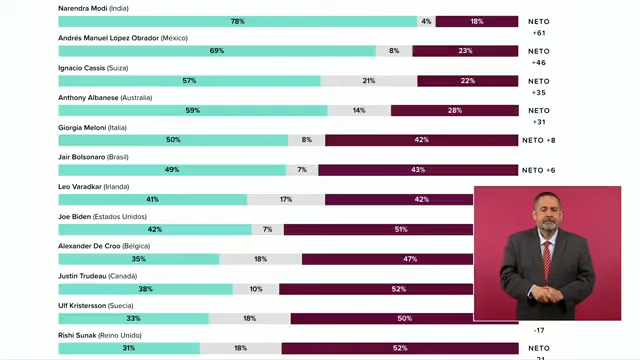 Narendra Modi (India)
78% 4% 18% NETO
+61
Andrés Manuel López Obrador (México)
69% 8% 23% NETO
+46
Ignacio Cassis (Suiza)
57% 21% 22% NETO
+35
Anthony Albanese (Australia)
59% 14% 28% NETO
+31
Giorgia Meloni (Italia)
50% 8% 42% NETO +8
Jair Bolsonaro (Brasil)
49% 7% 43% NETO +6
Leo Varadkar (Irlanda)
41% 17% 42%
Joe Biden (Estados Unidos)
42% 7% 51%
Alexander De Croo (Bélgica)
35% 18% 47%
Justin Trudeau (Canadá)
38% 10% 52%
Ulf Kristersson (Suecia)
33% 18% 50%
-17
Rishi Sunak (Reino Unido)
31% 18% 52% NETO